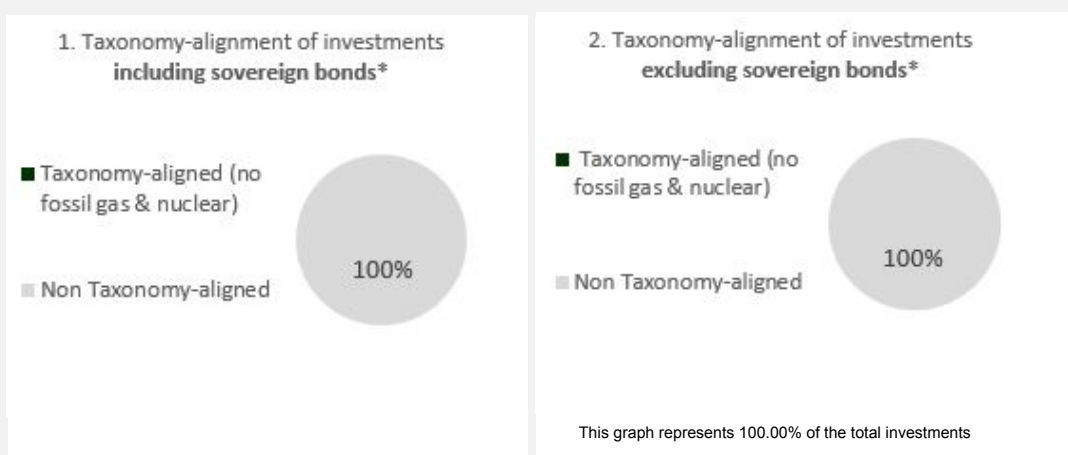 1. Taxonomy-alignment of investments
including sovereign bonds*
Taxonomy-aligned (no
fossil gas & nuclear)
100%
Non Taxonomy-aligned
2. Taxonomy-alignment of investments
excluding sovereign bonds*
Taxonomy-aligned (no
fossil gas & nuclear)
100%
Non Taxonomy-aligned
This graph represents 100.00% of the total investments